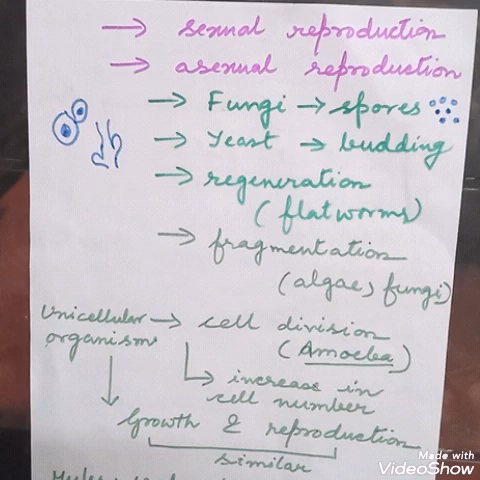 → sexual reproduction
→ asexual reproduction
→ Fungi → spores
→ Yeast → budding
→ regeneration
(flatworms)
→ fragmentation
(algae, fungi)
Unicellular → cell division
organisms (Amoeba)
increase in
cell number
Growth & reproduction
similar
Made with
VideoShow